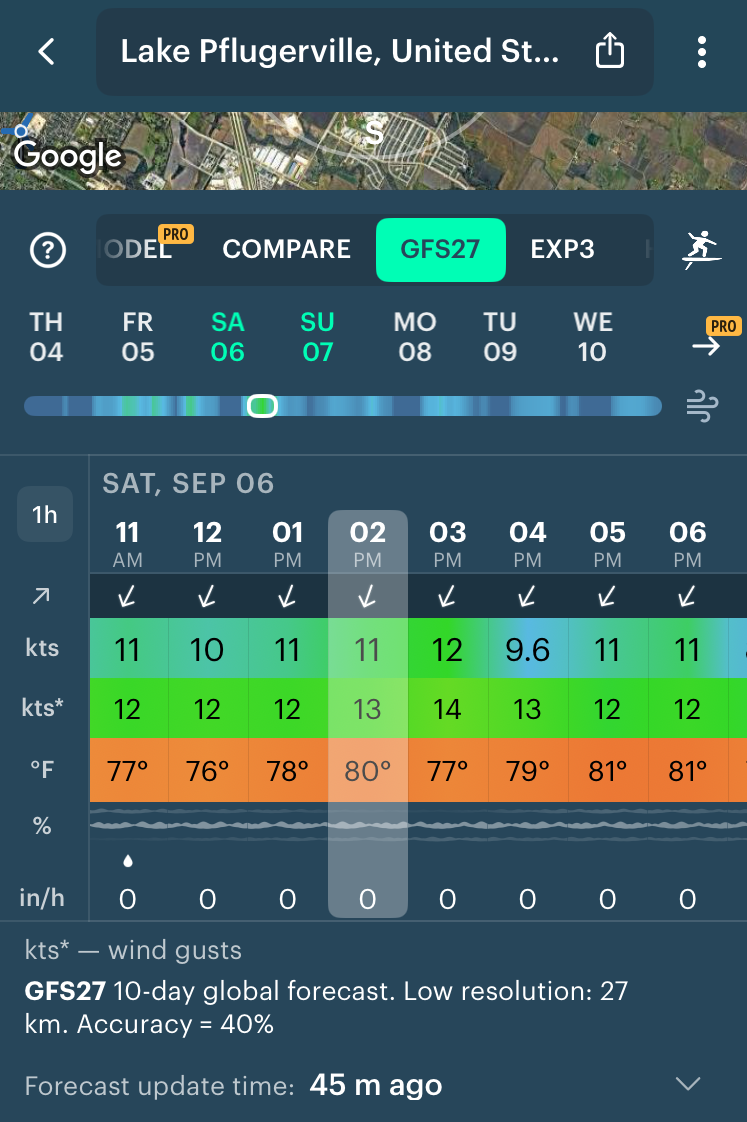 Lake Pflugerville, United St...
S
Google
ODEL PRO COMPARE GFS27 EXP3
TH FR SA SU MO TU WE PRO
04 05 06 07 08 09 10
SAT, SEP 06
1h
11 12 01 02 03 04 05 06
AM PM PM PM PM PM PM PM
kts 11 10 11 11 12 9.6 11 11
kts* 12 12 12 13 14 13 12 12
°F 77° 76° 78° 80° 77° 79° 81° 81°
%
in/h 0 0 0 0 0 0 0 0
kts* — wind gusts
GFS27 10-day global forecast. Low resolution: 27
km. Accuracy = 40%
Forecast update time: 45 m ago